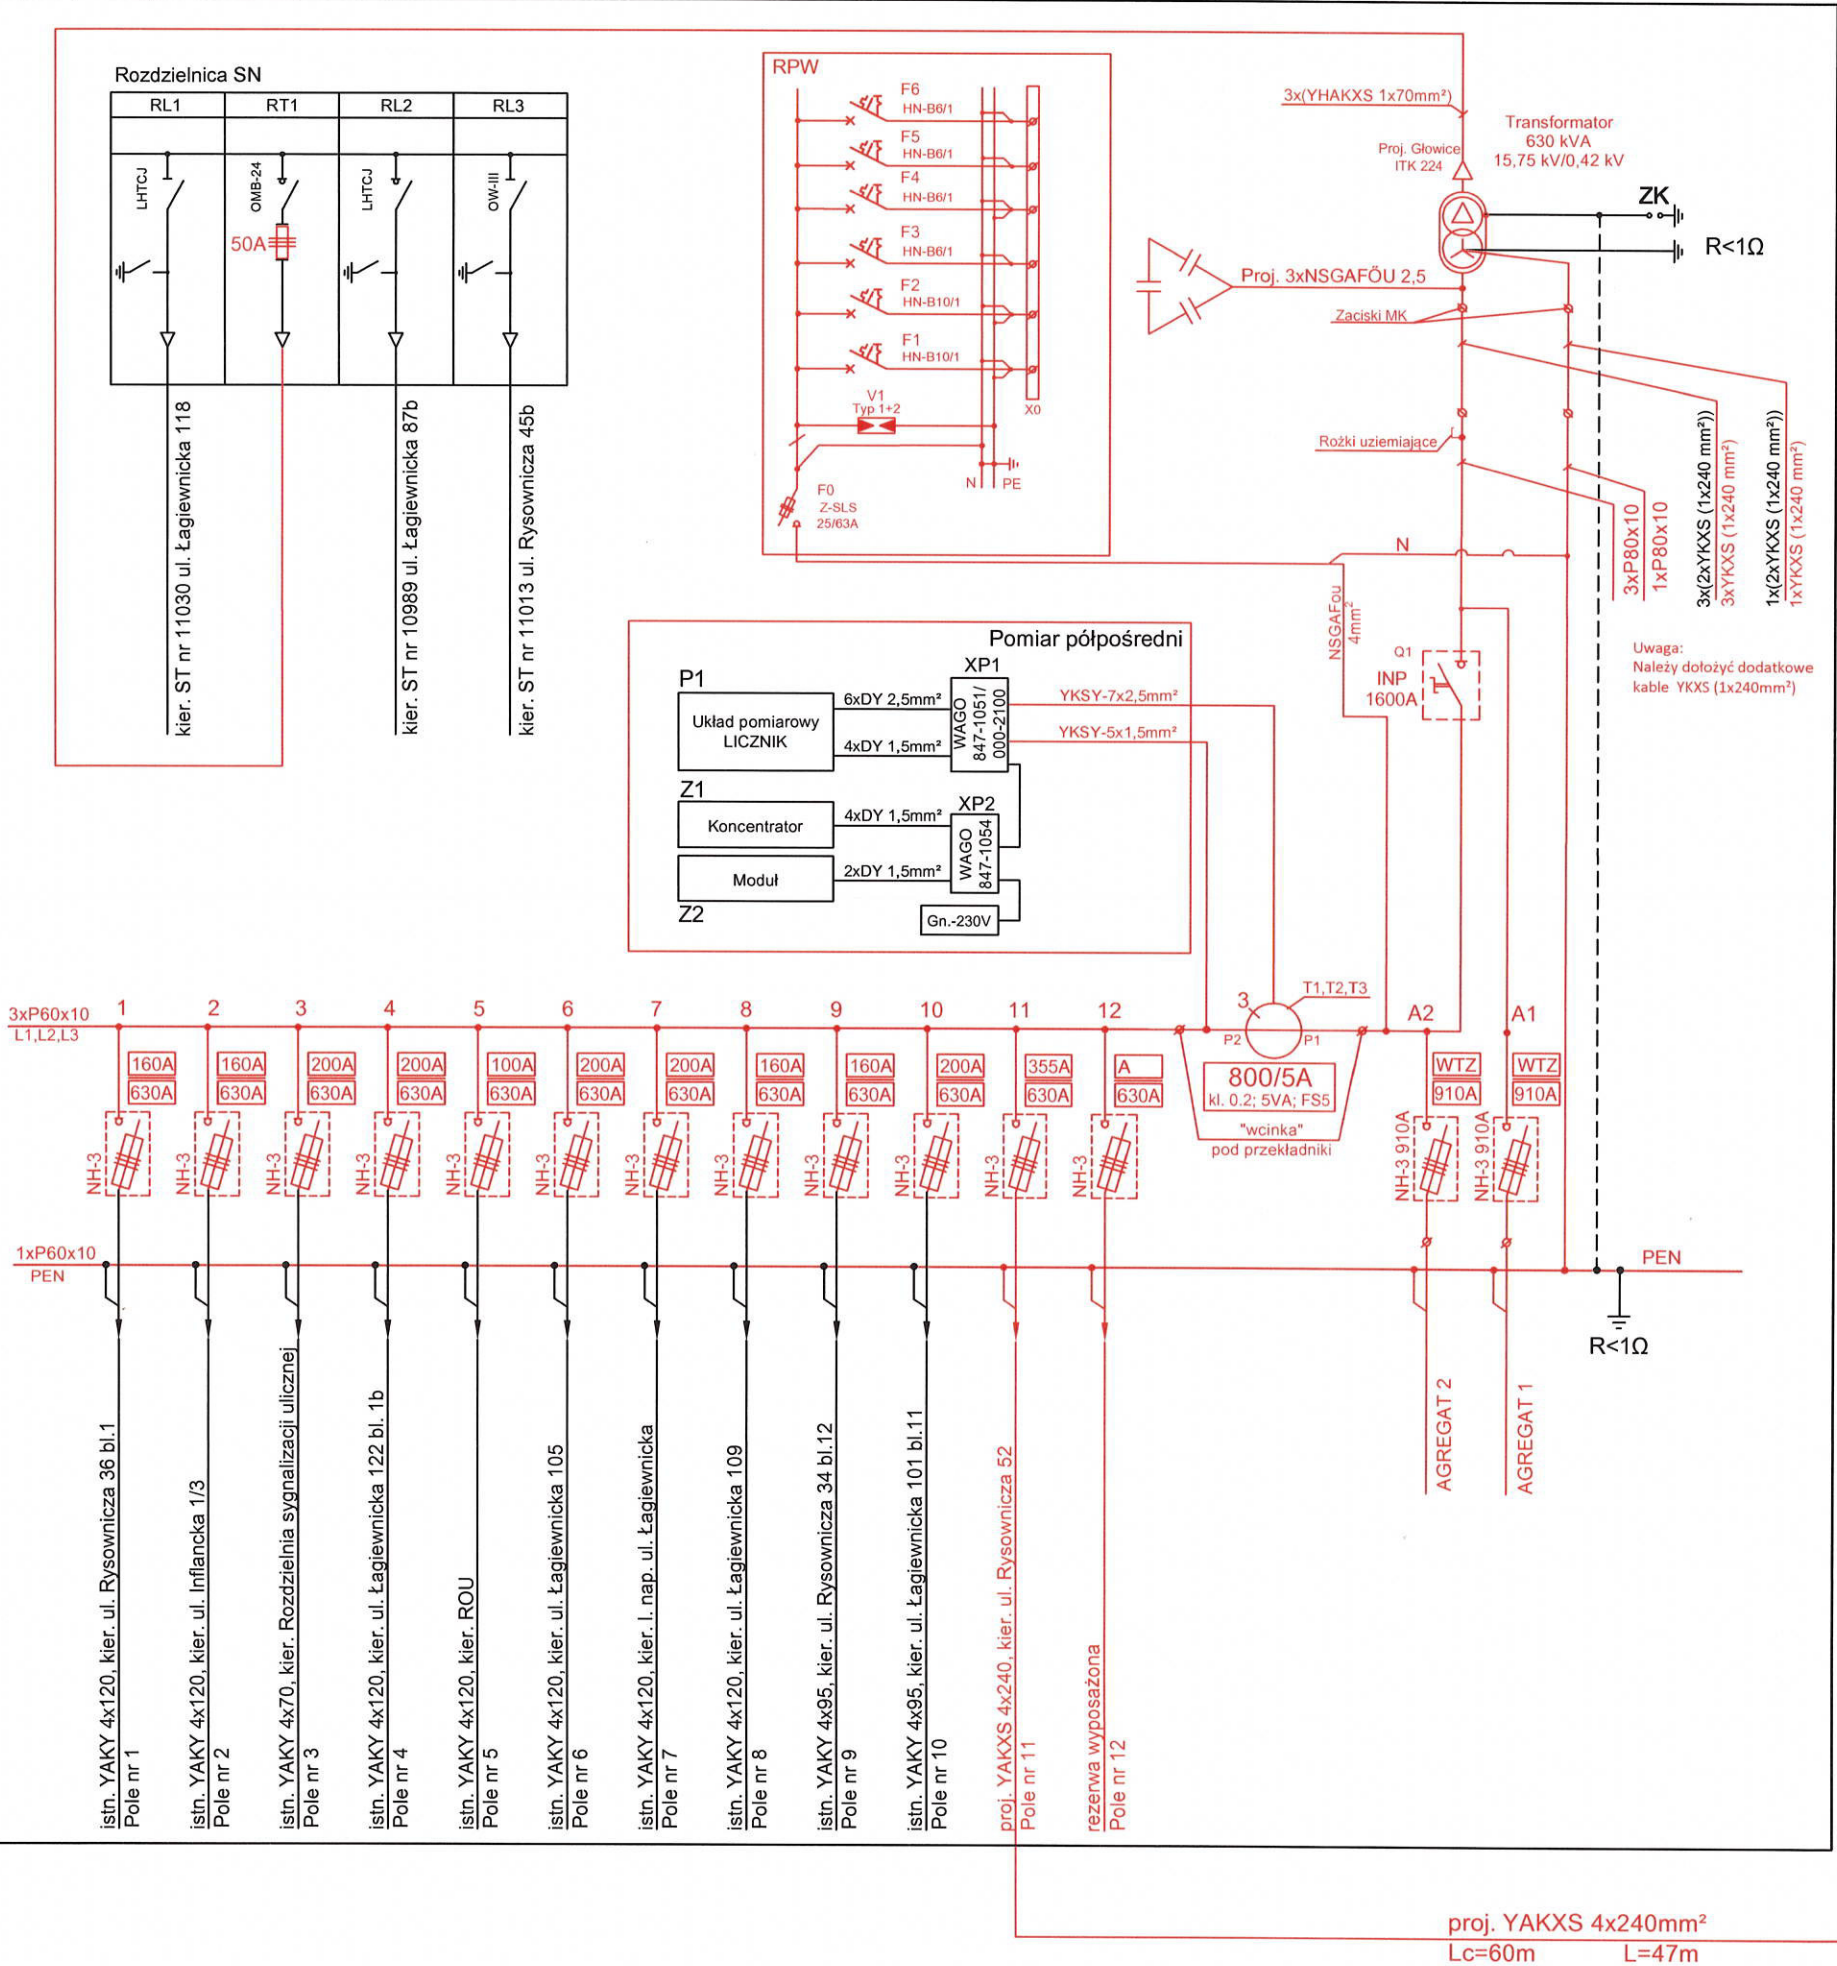 Rozdzielnica SN
RL1
RT1
RL2
RL3
LHTCJ
OMB-24
LHTCJ
OW-III
50A
kier. ST nr 11030 ul. Łagiewnicka 118
kier. ST nr 10989 ul. Łagiewnicka 87b
kier. ST nr 11013 ul. Rysownicza 45b
RPW
F6
HN-B6/1
F5
HN-B6/1
F4
HN-B6/1
F3
HN-B6/1
F2
HN-B10/1
F1
HN-B10/1
V1
Typ 1+2
X0
N
PE
F0
Z-SLS
25/63A
3x(YHAKXS 1x70mm²)
Transformator
630 kVA
15,75 kV/0,42 kV
Proj. Głowice
ITK 224
ZK
R<1Ω
Proj. 3xNSGAFÖU 2,5
Zaciski MK
Rożki uziemiające
N
NSGAFou
4mm²
3xP80x10
1xP80x10
3x(2xYKXS (1x240 mm²))
3xYKXS (1x240 mm²)
1x(2xYKXS (1x240 mm²))
1xYKXS (1x240 mm²)
Uwaga:
Należy dołożyć dodatkowe
kable YKXS (1x240mm²)
Q1
INP
1600A
Pomiar półpośredni
P1
Układ pomiarowy
LICZNIK
6xDY 2,5mm²
4xDY 1,5mm²
XP1
WAGO
847-1051/
000-2100
YKSY-7x2,5mm²
YKSY-5x1,5mm²
Z1
Koncentrator
4xDY 1,5mm²
XP2
WAGO
847-1054
Moduł
2xDY 1,5mm²
Z2
Gn.-230V
3xP60x10
L1,L2,L3
1
2
3
4
5
6
7
8
9
10
11
12
3
T1,T2,T3
P2
P1
A2
A1
160A
630A
160A
630A
200A
630A
200A
630A
100A
630A
200A
630A
200A
630A
160A
630A
160A
630A
200A
630A
355A
630A
A
630A
800/5A
kl. 0.2; 5VA; FS5
"wcinka"
pod przekładniki
WTZ
910A
WTZ
910A
NH-3
NH-3
NH-3
NH-3
NH-3
NH-3
NH-3
NH-3
NH-3
NH-3
NH-3
NH-3
NH-3 910A
NH-3 910A
1xP60x10
PEN
PEN
R<1Ω
istn. YAKY 4x120, kier. ul. Rysownicza 36 bl.1
Pole nr 1
istn. YAKY 4x120, kier. ul. Inflancka 1/3
Pole nr 2
istn. YAKY 4x70, kier. Rozdzielnia sygnalizacji ulicznej
Pole nr 3
istn. YAKY 4x120, kier. ul. Łagiewnicka 122 bl. 1b
Pole nr 4
istn. YAKY 4x120, kier. ROU
Pole nr 5
istn. YAKY 4x120, kier. ul. Łagiewnicka 105
Pole nr 6
istn. YAKY 4x120, kier. l. nap. ul. Łagiewnicka
Pole nr 7
istn. YAKY 4x120, kier. ul. Łagiewnicka 109
Pole nr 8
istn. YAKY 4x95, kier. ul. Rysownicza 34 bl.12
Pole nr 9
istn. YAKY 4x95, kier. ul. Łagiewnicka 101 bl.11
Pole nr 10
proj. YAKXS 4x240, kier. ul. Rysownicza 52
Pole nr 11
rezerwa wyposażona
Pole nr 12
AGREGAT 2
AGREGAT 1
proj. YAKXS 4x240mm²
Lc=60m
L=47m